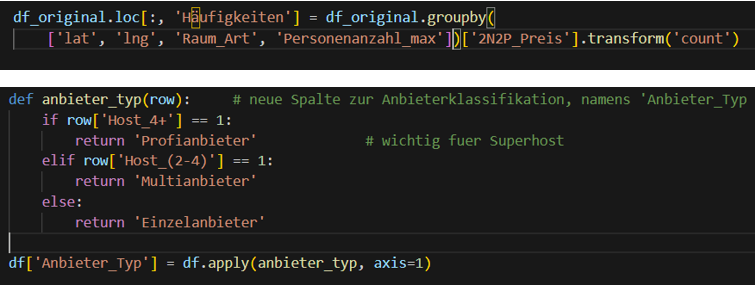 df_original.loc[:, 'Häufigkeiten'] = df_original.groupby(
['lat', 'lng', 'Raum_Art', 'Personenanzahl_max'])['2N2P_Preis'].transform('count')
def anbieter_typ(row):     # neue Spalte zur Anbieterklassifikation, namens 'Anbieter_Typ
if row['Host_4+'] == 1:
return 'Profianbieter'             # wichtig fuer Superhost
elif row['Host_(2-4)'] == 1:
return 'Multianbieter'
else:
return 'Einzelanbieter'
df['Anbieter_Typ'] = df.apply(anbieter_typ, axis=1)